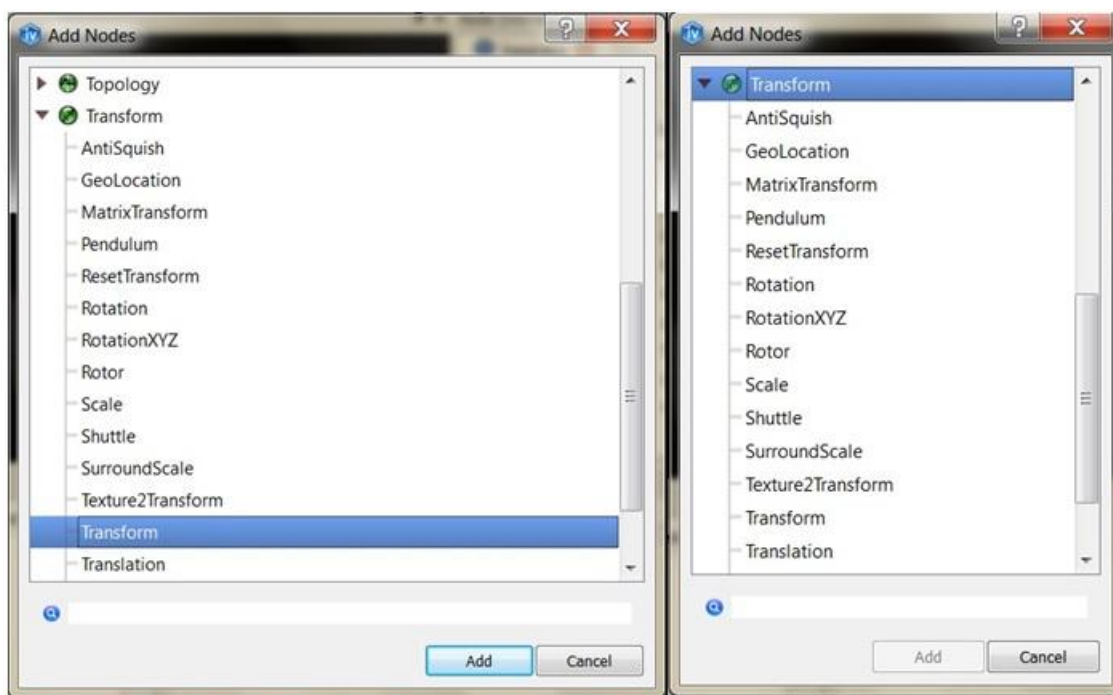 Add Nodes
Topology
Transform
AntiSquish
GeoLocation
MatrixTransform
Pendulum
ResetTransform
Rotation
RotationXYZ
Rotor
Scale
Shuttle
SurroundScale
Texture2Transform
Transform
Translation
Add
Cancel
Add Nodes
Transform
AntiSquish
GeoLocation
MatrixTransform
Pendulum
ResetTransform
Rotation
RotationXYZ
Rotor
Scale
Shuttle
SurroundScale
Texture2Transform
Transform
Translation
Add
Cancel